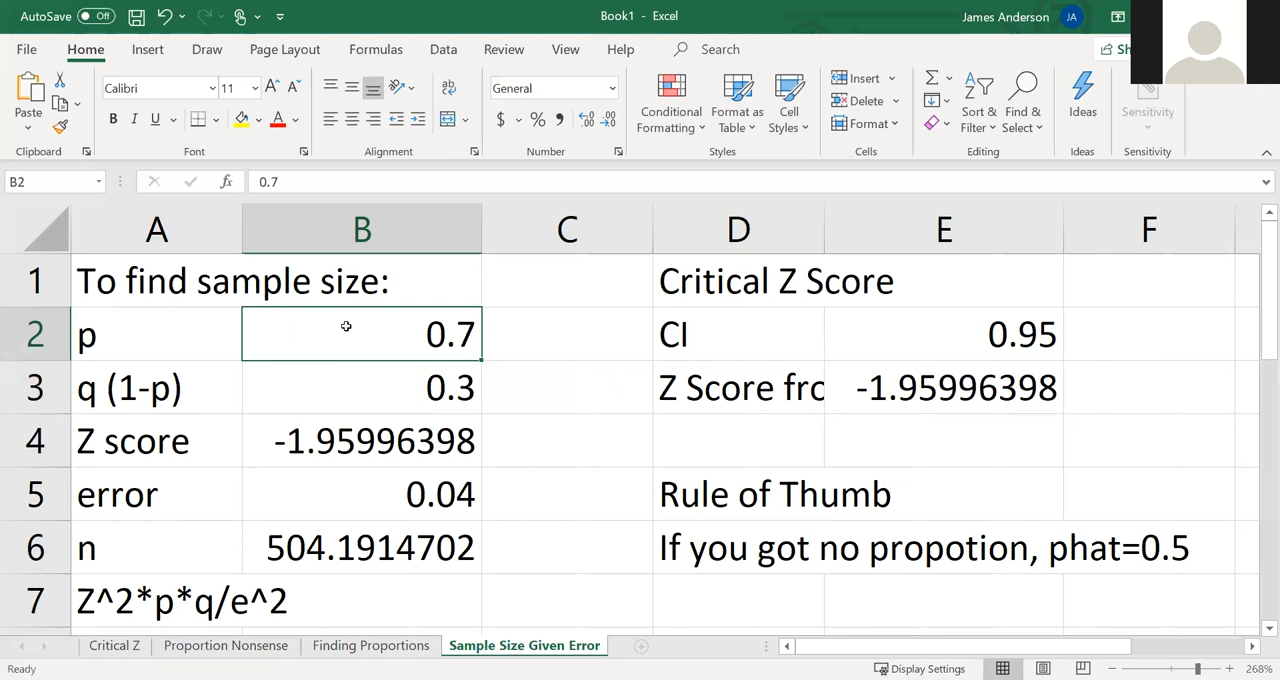 AutoSave Off Book1 - Excel James Anderson JA
File Home Insert Draw Page Layout Formulas Data Review View Help Search Sh
Paste Calibri 11 A A General Conditional Formatting Format as Table Cell Styles Insert Delete Format Sort & Filter Find & Select Ideas Sensitivity
B I U A $ % 9
Clipboard Font Alignment Number Styles Cells Editing Ideas Sensitivity
B2 fx 0.7
A B C D E F
1 To find sample size: Critical Z Score
2 p 0.7 CI 0.95
3 q (1-p) 0.3 Z Score fro -1.95996398
4 Z score -1.95996398
5 error 0.04 Rule of Thumb
6 n 504.1914702 If you got no propotion, phat=0.5
7 Z^2*p*q/e^2
Critical Z Proportion Nonsense Finding Proportions Sample Size Given Error
Ready Display Settings 268%